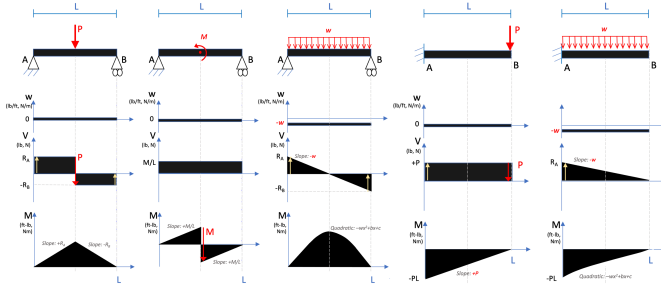 L L L L L
P M w P w
A B A B A B A B A B
w w w w w
(lb/ft, N/m) (lb/ft, N/m) (lb/ft, N/m) (lb/ft, N/m) (lb/ft, N/m)
0 0 -w 0 -w
V V V V V
(lb, N) (lb, N) (lb, N) (lb, N) (lb, N)
RA P M/L RA Slope: -w +P P RA Slope: -w
-RB -RB
M M M M M
(ft-lb, Nm) (ft-lb, Nm) (ft-lb, Nm) (ft-lb, Nm) (ft-lb, Nm)
Slope: +RA Slope: -RB Slope: +M/L M Quadratic: -wx²+bx+c
Slope: +M/L -PL Slope: +P -PL Quadratic: -wx²+bx+c
L L L L L